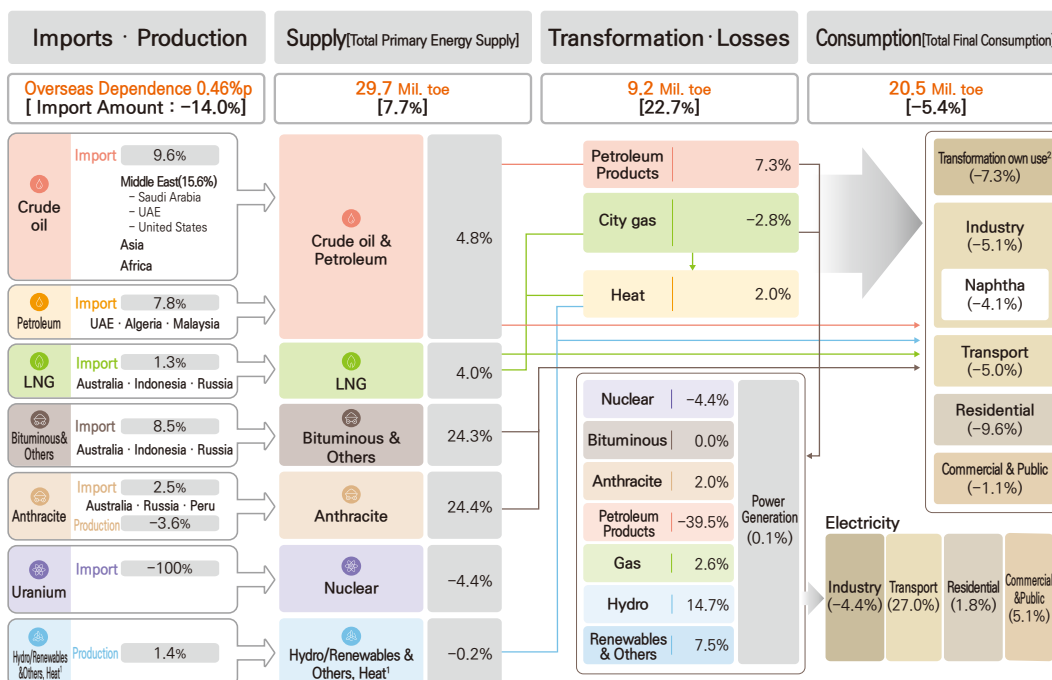 Imports · Production
Supply[Total Primary Energy Supply]
Transformation · Losses
Consumption[Total Final Consumption]
Overseas Dependence 0.46%p
[ Import Amount : −14.0%]
29.7 Mil. toe
[7.7%]
9.2 Mil. toe
[22.7%]
20.5 Mil. toe
[−5.4%]
Crude
oil
Import 9.6%
Middle East(15.6%)
− Saudi Arabia
− UAE
− United States
Asia
Africa
Petroleum
Import 7.8%
UAE · Algeria · Malaysia
LNG
Import 1.3%
Australia · Indonesia · Russia
Bituminous&
Others
Import 8.5%
Australia · Indonesia · Russia
Anthracite
Import 2.5%
Australia · Russia · Peru
Production −3.6%
Uranium
Import −100%
Hydro/Renewables
&Others, Heat¹
Production 1.4%
Crude oil &
Petroleum
4.8%
LNG
4.0%
Bituminous &
Others
24.3%
Anthracite
24.4%
Nuclear
−4.4%
Hydro/Renewables &
Others, Heat¹
−0.2%
Petroleum
Products
7.3%
City gas
−2.8%
Heat
2.0%
Nuclear −4.4%
Bituminous 0.0%
Anthracite 2.0%
Petroleum
Products
−39.5%
Gas 2.6%
Hydro 14.7%
Renewables
& Others
7.5%
Power
Generation
(0.1%)
Transformation own use²
(−7.3%)
Industry
(−5.1%)
Naphtha
(−4.1%)
Transport
(−5.0%)
Residential
(−9.6%)
Commercial & Public
(−1.1%)
Electricity
Industry
(−4.4%)
Transport
(27.0%)
Residential
(1.8%)
Commercial
&Public
(5.1%)